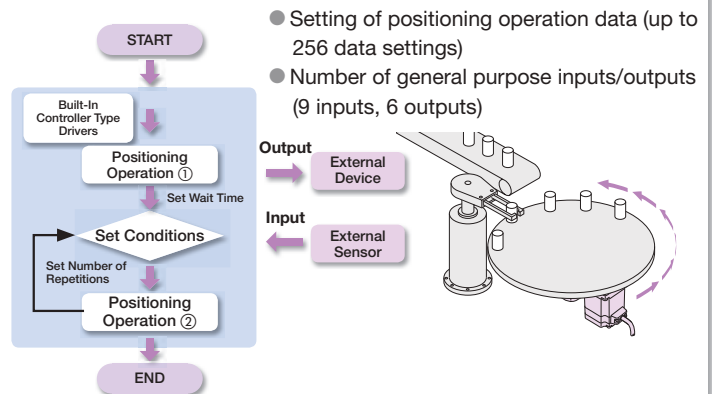 START
Built-In
Controller Type
Drivers
Positioning
Operation ①
Set Wait Time
Set Conditions
Set Number of
Repetitions
Positioning
Operation ②
END
Output
External
Device
Input
External
Sensor
● Setting of positioning operation data (up to
256 data settings)
● Number of general purpose inputs/outputs
(9 inputs, 6 outputs)